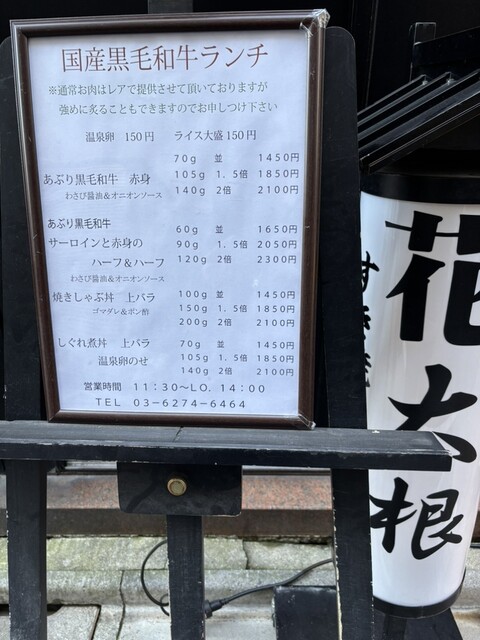 国産黒毛和牛ランチ
※通常お肉はレアで提供させて頂いておりますが
強めに炙ることもできますのでお申しつけ下さい
温泉卵 150円 ライス大盛150円
70g 並 1450円
あぶり黒毛和牛 赤身 105g 1.5倍 1850円
わさび醤油&オニオンソース 140g 2倍 2100円
あぶり黒毛和牛 60g 並 1650円
サーロインと赤身の 90g 1.5倍 2050円
ハーフ&ハーフ 120g 2倍 2300円
わさび醤油&オニオンソース
焼きしゃぶ丼 上バラ 100g 並 1450円
ゴマダレ&ポン酢 150g 1.5倍 1850円
200g 2倍 2100円
しぐれ煮丼 上バラ 70g 並 1450円
温泉卵のせ 105g 1.5倍 1850円
140g 2倍 2100円
営業時間 11:30~LO.14:00
TEL 03-6274-6464
花大根